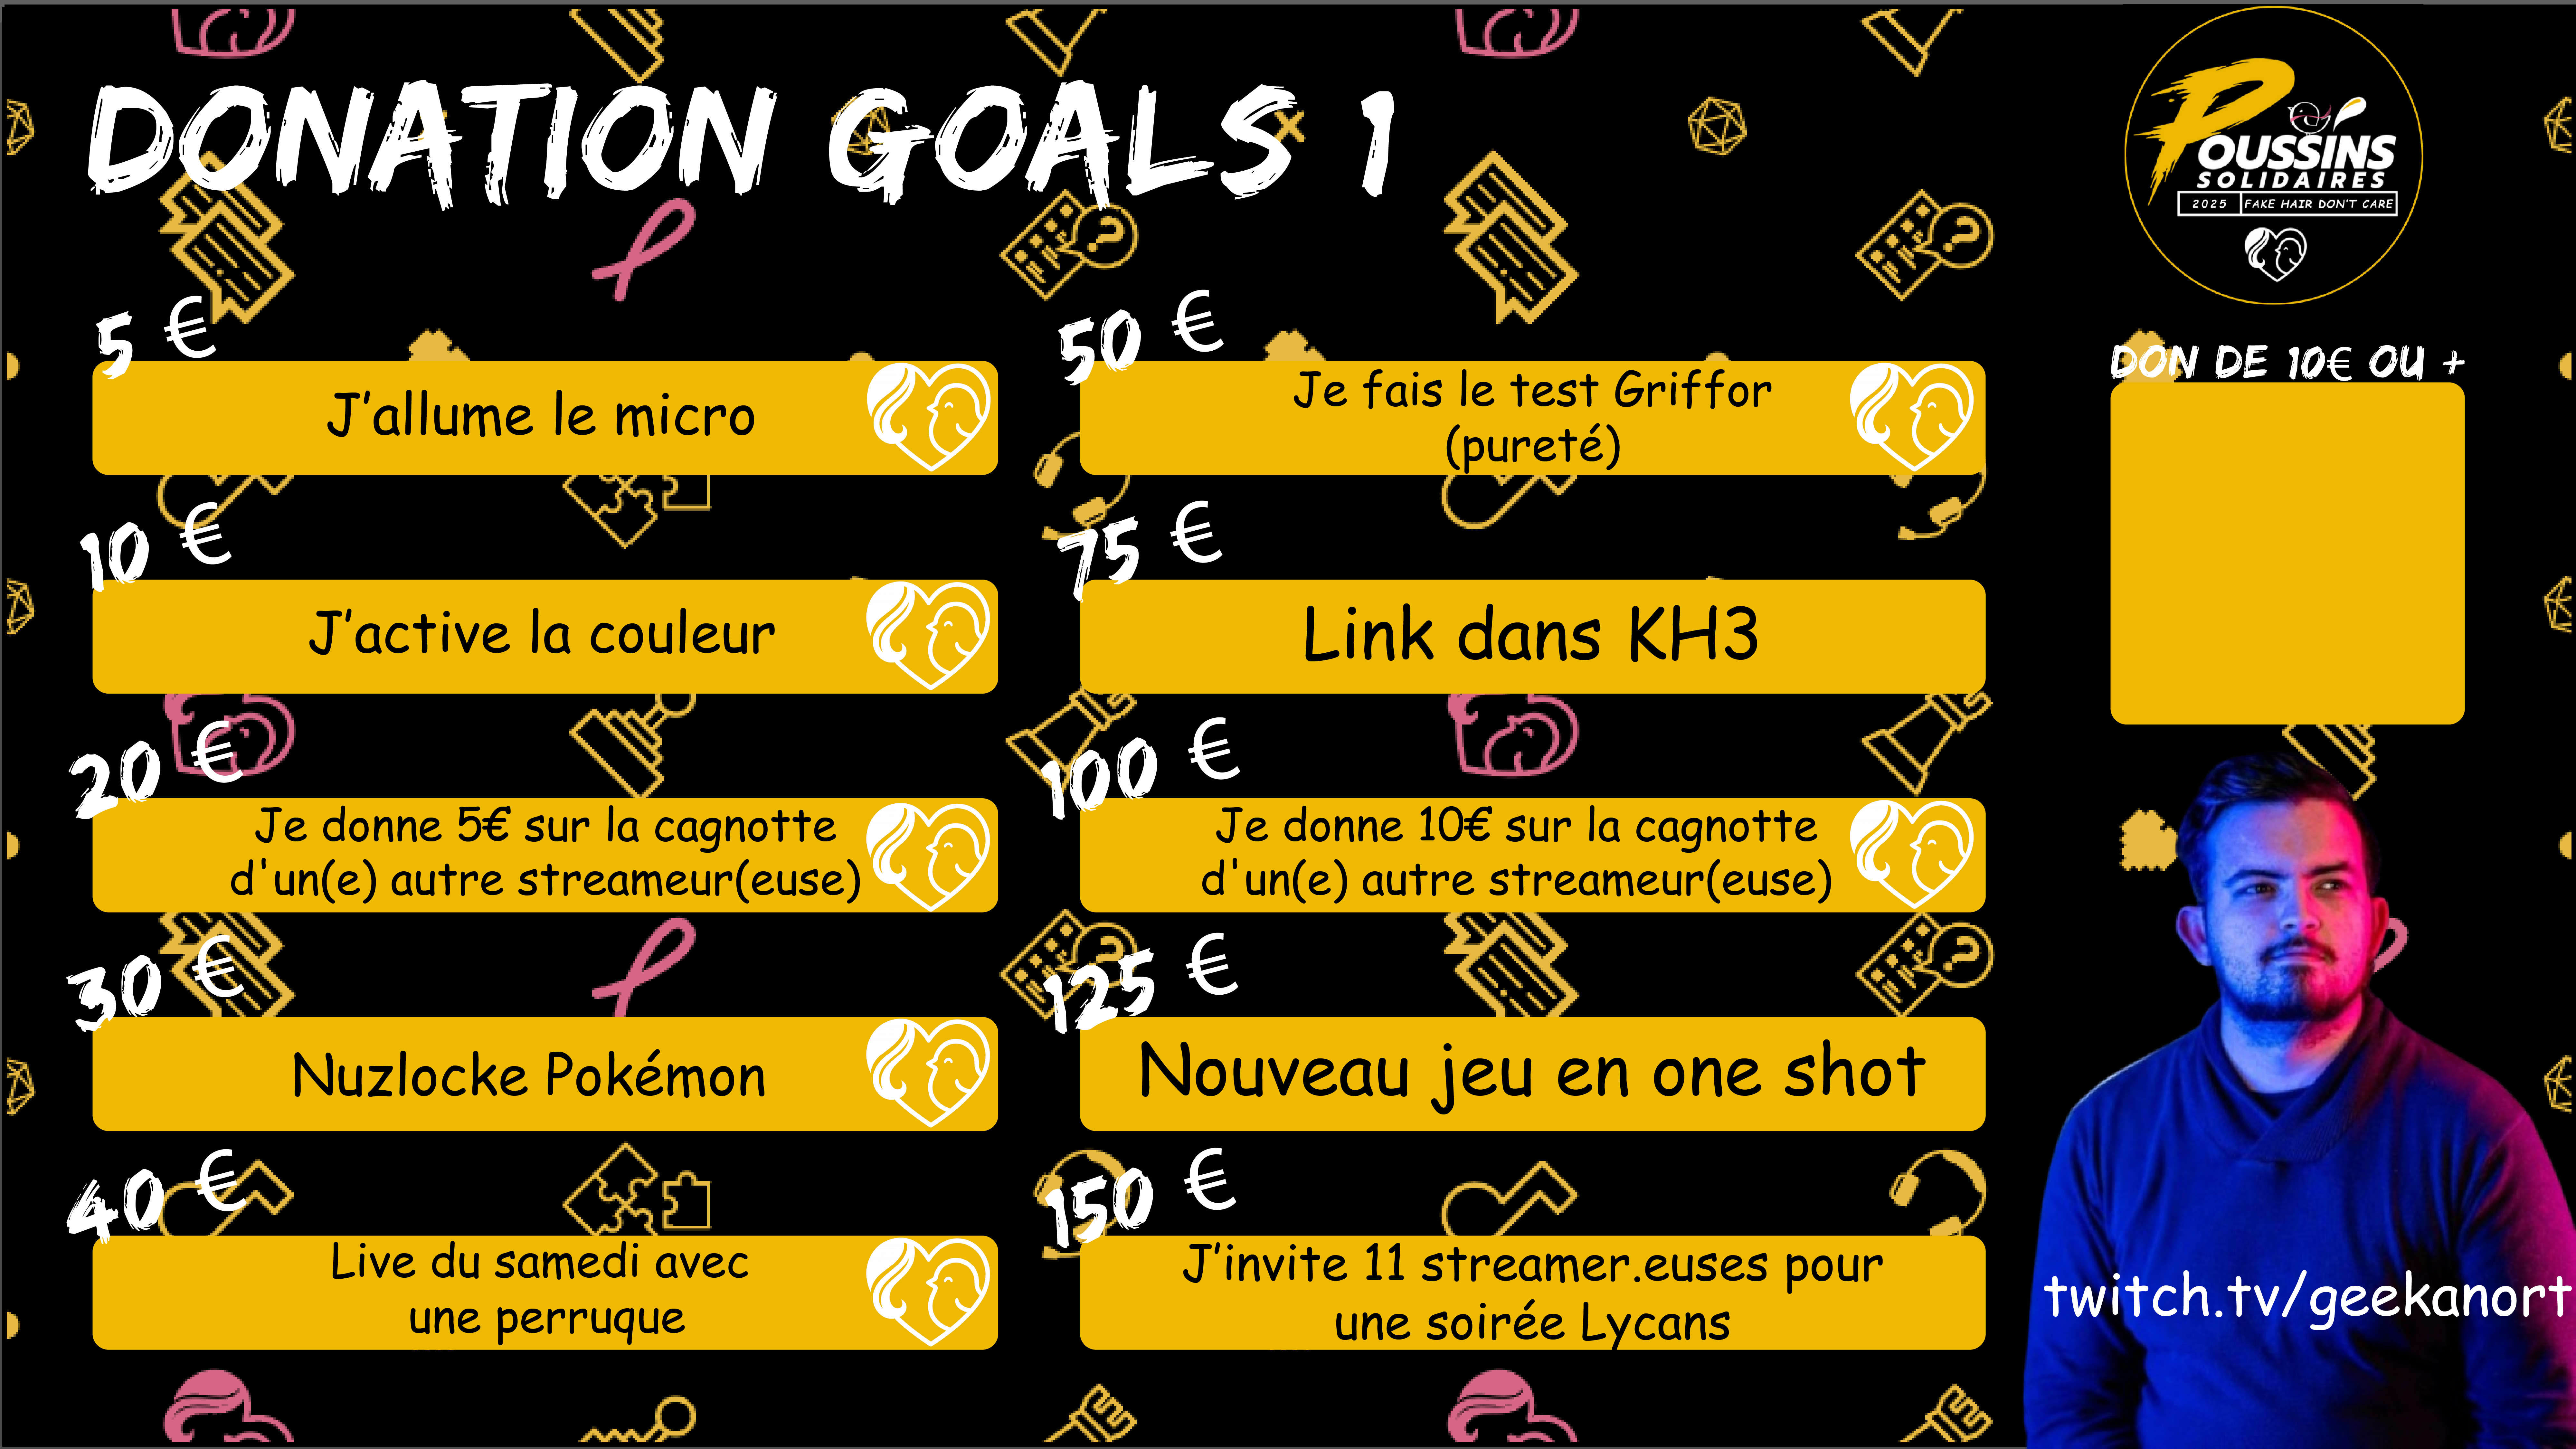 DONATION GOALS 1
POUSSINS
SOLIDAIRES
2025 FAKE HAIR DON'T CARE
5 €
J'allume le micro
10 €
J'active la couleur
20 €
Je donne 5€ sur la cagnotte
d'un(e) autre streameur(euse)
30 €
Nuzlocke Pokémon
40 €
Live du samedi avec
une perruque
50 €
Je fais le test Griffor
(pureté)
75 €
Link dans KH3
100 €
Je donne 10€ sur la cagnotte
d'un(e) autre streameur(euse)
125 €
Nouveau jeu en one shot
150 €
J'invite 11 streamer.euses pour
une soirée Lycans
DON DE 10€ OU +
twitch.tv/geekanort